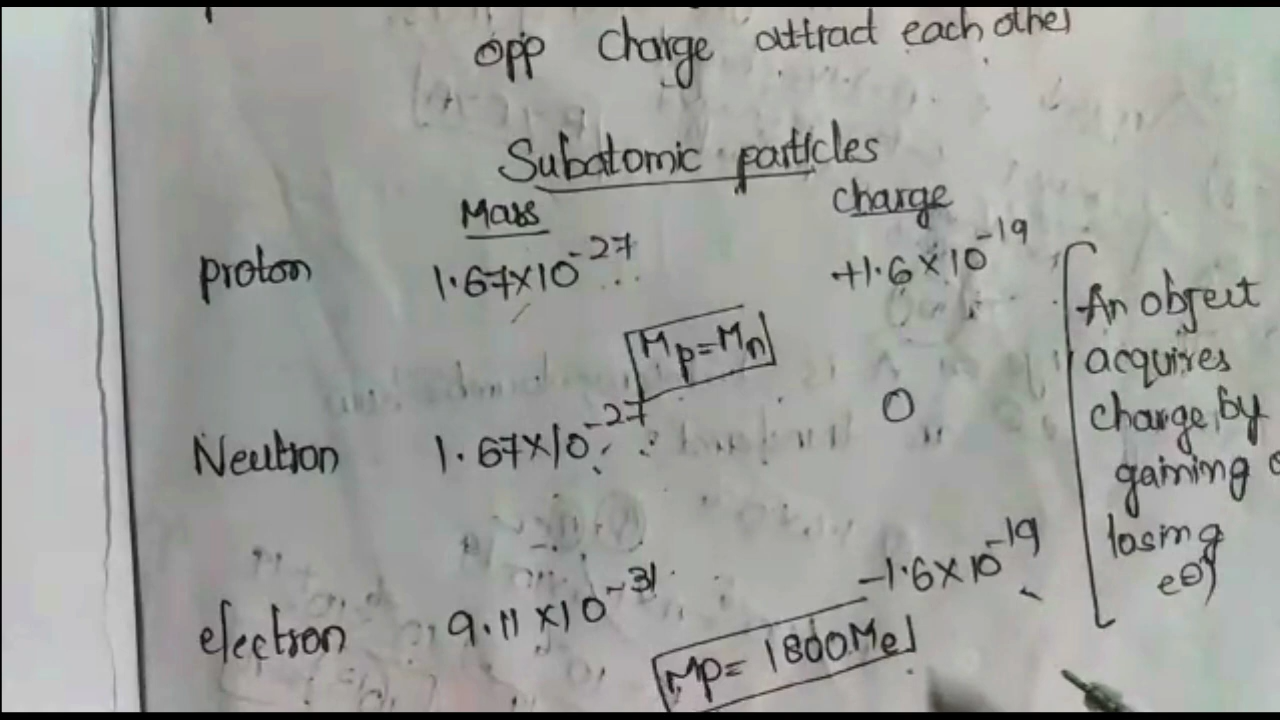 opp charge attract each other
Subatomic particles
Mass charge
proton 1.67×10⁻²⁷ +1.6×10⁻¹⁹
Mp=Mn
Neutron 1.67×10⁻²⁷ 0
electron 9.11×10⁻³¹ -1.6×10⁻¹⁹
Mp= 1800Me
An object
acquires
charge by
gaining
losing
e⊖